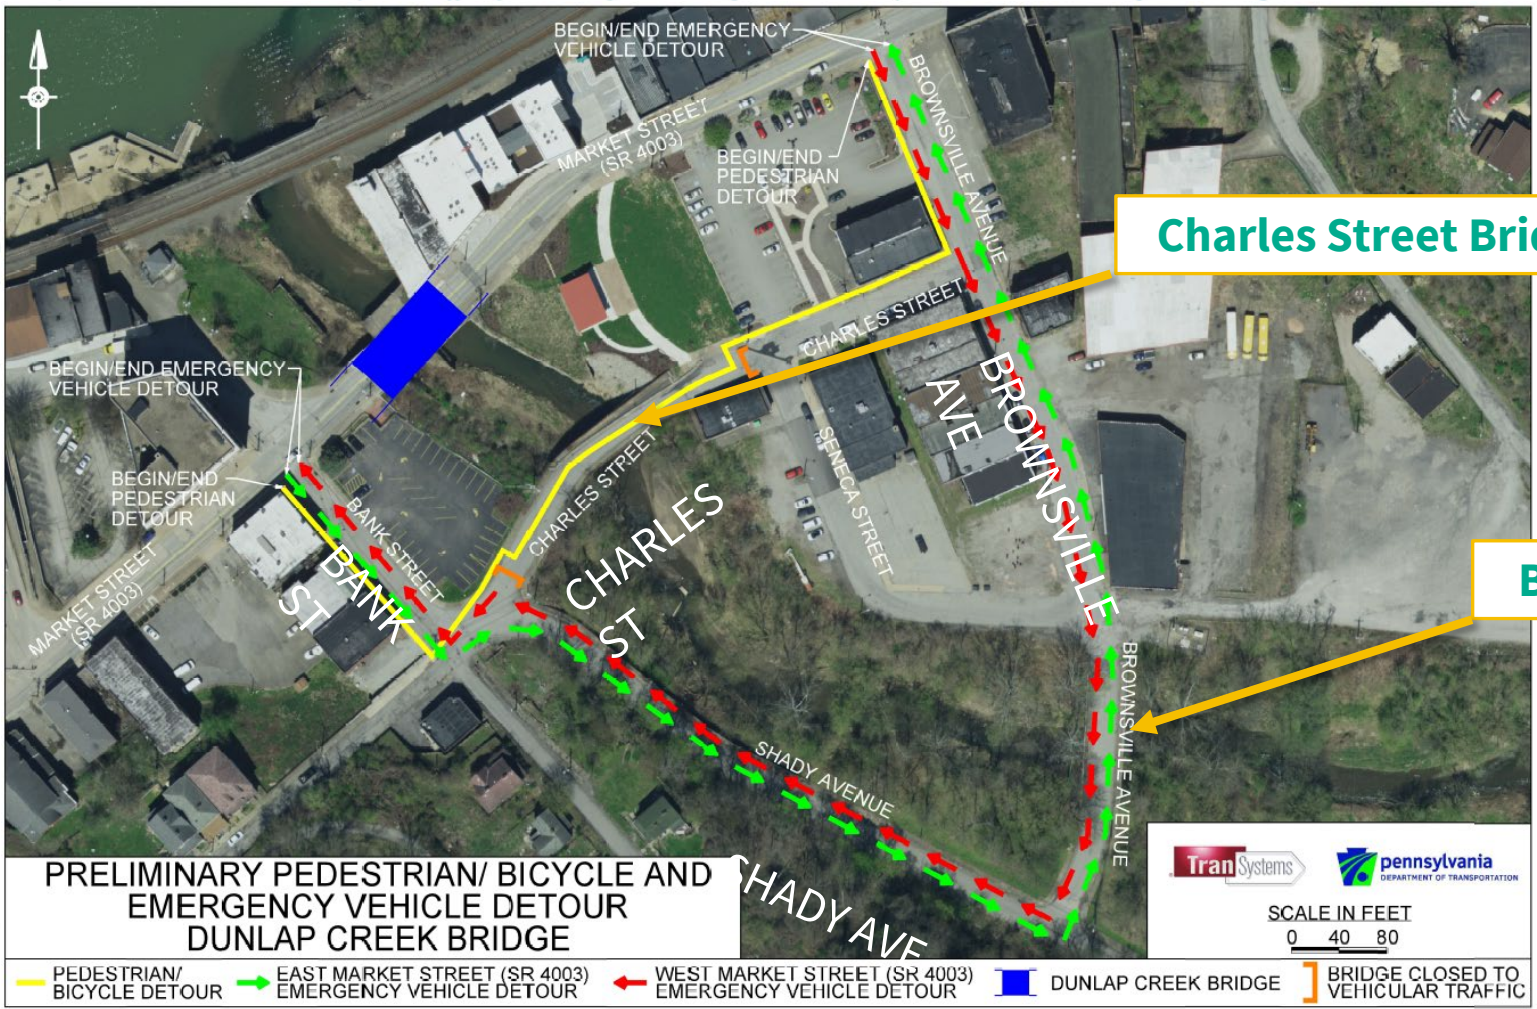 BEGIN/END EMERGENCY
VEHICLE DETOUR
BROWNSVILLE AVENUE
MARKET STREET
(SR 4003)
BEGIN/END
PEDESTRIAN
DETOUR
Charles Street Bri
CHARLES STREET
BEGIN/END EMERGENCY
VEHICLE DETOUR
BROWNSVILLE
AVE
SENECA STREET
CHARLES STREET
BEGIN/END
PEDESTRIAN
DETOUR
BANK STREET
CHARLES
ST
BANK
ST
MARKET STREET
(SR 4003)
B
BROWNSVILLE AVENUE
SHADY AVENUE
SHADY AVE
PRELIMINARY PEDESTRIAN/ BICYCLE AND
EMERGENCY VEHICLE DETOUR
DUNLAP CREEK BRIDGE
TranSystems
pennsylvania
DEPARTMENT OF TRANSPORTATION
SCALE IN FEET
0 40 80
PEDESTRIAN/
BICYCLE DETOUR
EAST MARKET STREET (SR 4003)
EMERGENCY VEHICLE DETOUR
WEST MARKET STREET (SR 4003)
EMERGENCY VEHICLE DETOUR
DUNLAP CREEK BRIDGE
BRIDGE CLOSED TO
VEHICULAR TRAFFIC